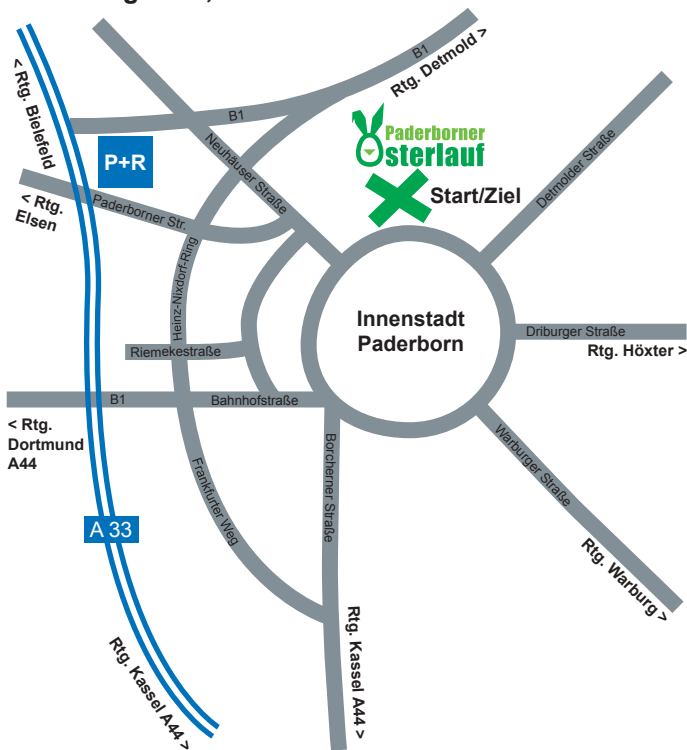 B1
Rtg. Detmold >
< Rtg. Bielefeld
B1
Neuhäuser Straße
Paderborner
Osterlauf
P+R
Start/Ziel
Detmolder Straße
< Rtg.
Elsen
Paderborner Str.
Heinz-Nixdorf-Ring
Innenstadt
Paderborn
Driburger Straße
Rtg. Höxter >
Riemekestraße
B1
Bahnhofstraße
< Rtg.
Dortmund
A44
Borcherner Straße
Warburger Straße
Frankfurter Weg
A 33
Rtg. Warburg >
Rtg. Kassel A44 >
Rtg. Kassel A44 >